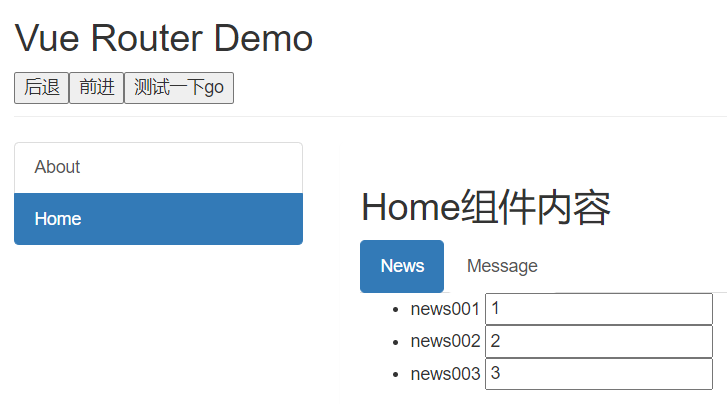 Vue Router Demo
后退 前进 测试一下go
About
Home
Home组件内容
News Message
news001 1
news002 2
news003 3